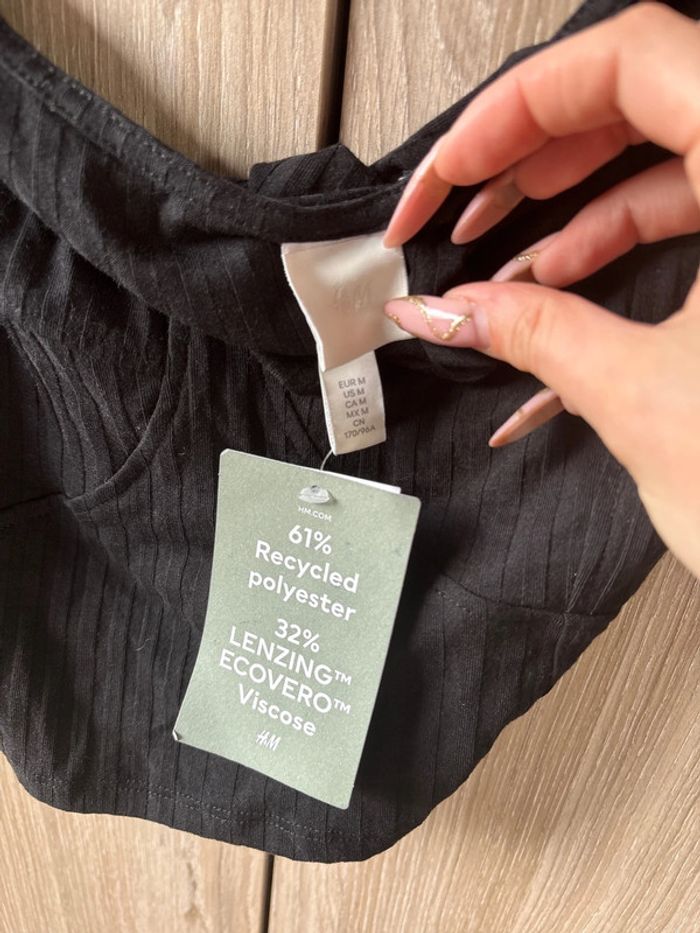 H&M
EUR M
US M
CA M
MX M
CN
170/96A
HM.COM
61%
Recycled
polyester
32%
LENZING™
ECOVERO™
Viscose
H&M